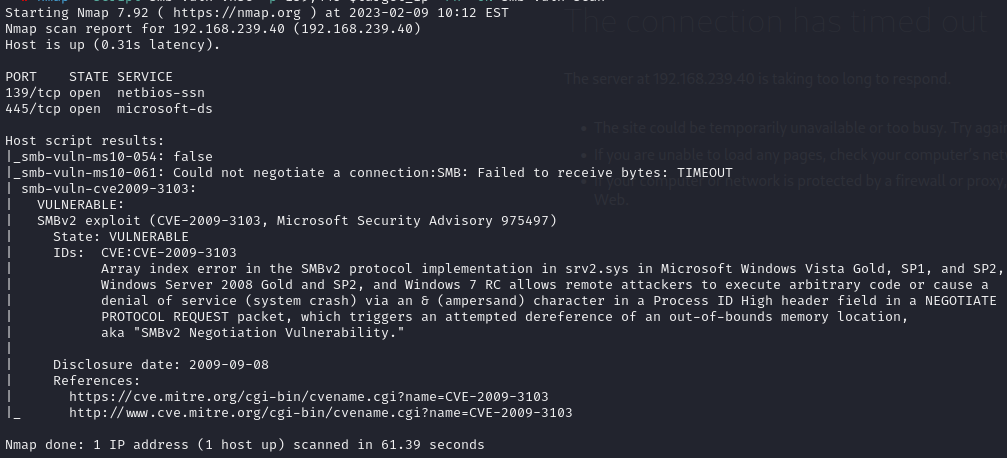 Starting Nmap 7.92 ( https://nmap.org ) at 2023-02-09 10:12 EST
Nmap scan report for 192.168.239.40 (192.168.239.40)
Host is up (0.31s latency).
PORT    STATE SERVICE
139/tcp open  netbios-ssn
445/tcp open  microsoft-ds
Host script results:
|_smb-vuln-ms10-054: false
|_smb-vuln-ms10-061: Could not negotiate a connection:SMB: Failed to receive bytes: TIMEOUT
| smb-vuln-cve2009-3103:
|   VULNERABLE:
|   SMBv2 exploit (CVE-2009-3103, Microsoft Security Advisory 975497)
|     State: VULNERABLE
|     IDs:  CVE:CVE-2009-3103
|           Array index error in the SMBv2 protocol implementation in srv2.sys in Microsoft Windows Vista Gold, SP1, and SP2,
|           Windows Server 2008 Gold and SP2, and Windows 7 RC allows remote attackers to execute arbitrary code or cause a
|           denial of service (system crash) via an & (ampersand) character in a Process ID High header field in a NEGOTIATE
|           PROTOCOL REQUEST packet, which triggers an attempted dereference of an out-of-bounds memory location,
|           aka "SMBv2 Negotiation Vulnerability."
|
|     Disclosure date: 2009-09-08
|     References:
|       https://cve.mitre.org/cgi-bin/cvename.cgi?name=CVE-2009-3103
|_      http://www.cve.mitre.org/cgi-bin/cvename.cgi?name=CVE-2009-3103
Nmap done: 1 IP address (1 host up) scanned in 61.39 seconds
The connection has timed out
The server at 192.168.239.40 is taking too long to respond.
The site could be temporarily unavailable or too busy. Try again
If you are unable to load any pages, check your computer's net
If your computer or network is protected by a firewall or proxy,
Web.